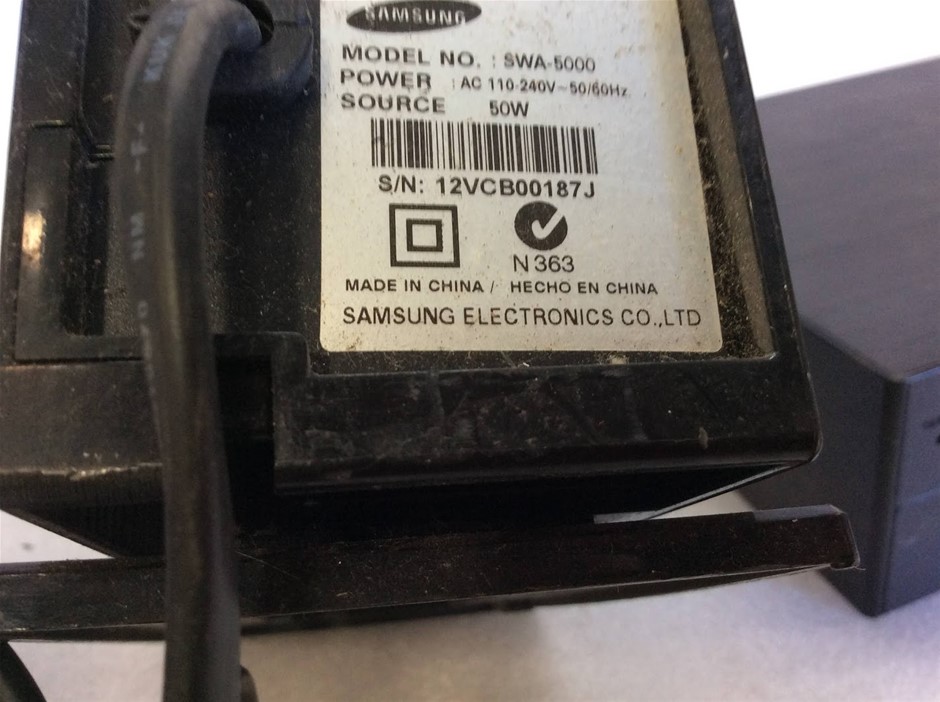 SAMSUNG
MODEL NO. : SWA-5000
POWER : AC 110-240V~50/60Hz
SOURCE 50W
S/N: 12VCB00187J
N363
MADE IN CHINA / HECHO EN CHINA
SAMSUNG ELECTRONICS CO.,LTD